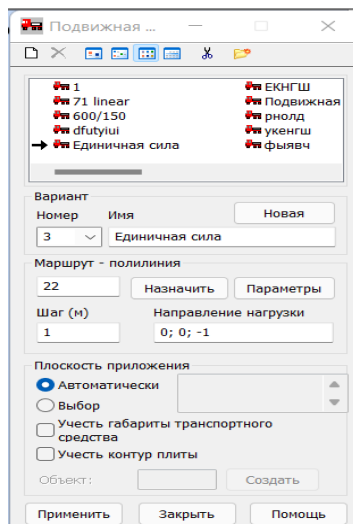 Подвижная ...
1
71 linear
600/150
dfutyiui
Единичная сила
ЕКНГШ
Подвижная
рнолд
укенгш
фыявч
Вариант
Номер Имя Новая
3 Единичная сила
Маршрут - полилиния
22 Назначить Параметры
Шаг (м) Направление нагрузки
1 0; 0; -1
Плоскость приложения
Автоматически
Выбор
Учесть габариты транспортного
средства
Учесть контур плиты
Объект: Создать
Применить Закрыть Помощь